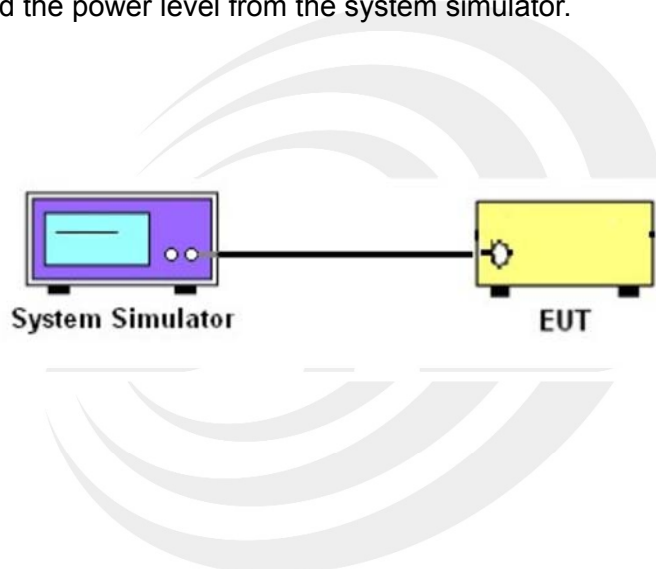 d the power level from the system simulator.
System Simulator
EUT